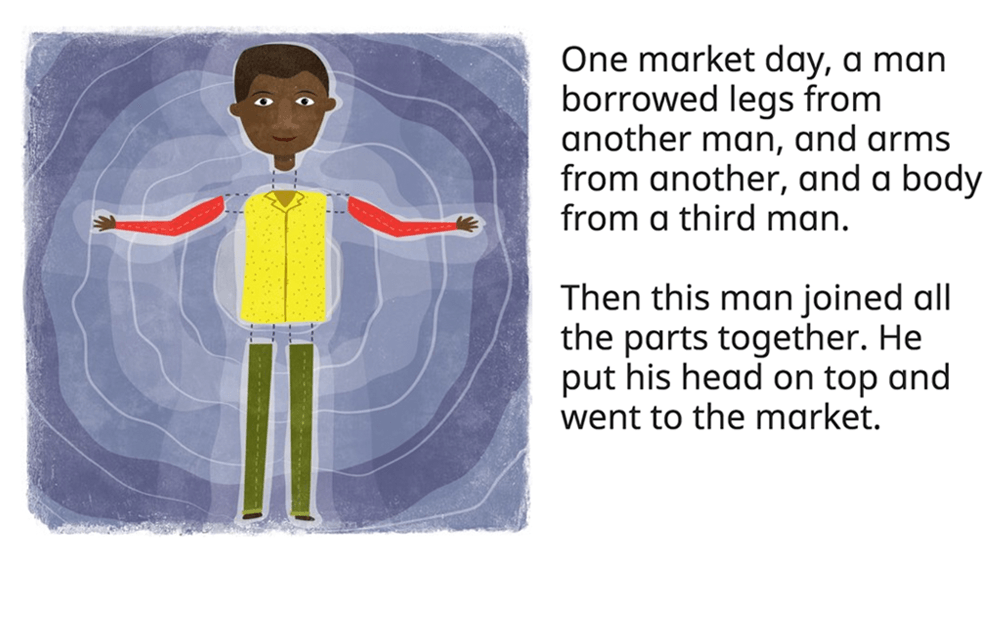 One market day, a man
borrowed legs from
another man, and arms
from another, and a body
from a third man.
Then this man joined all
the parts together. He
put his head on top and
went to the market.